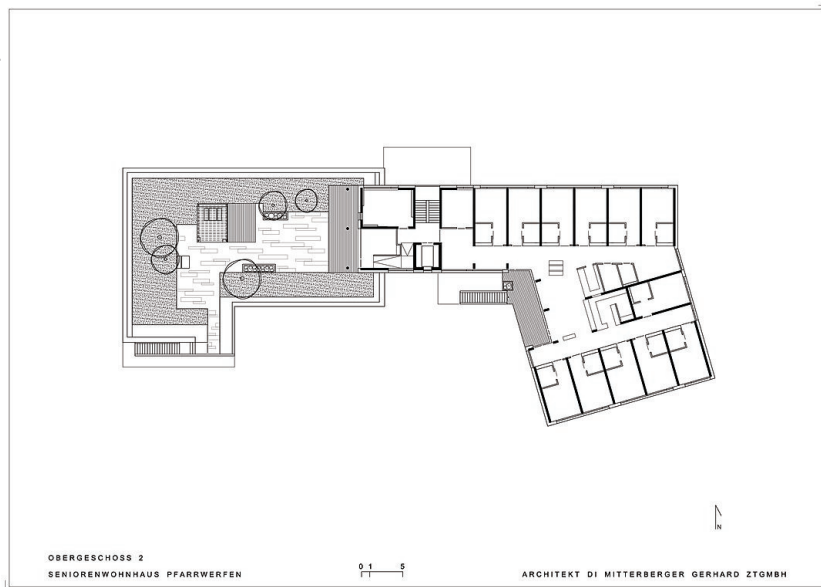 N
OBERGESCHOSS 2
SENIORENWOHNHAUS PFARRWERFEN
0 1 5
ARCHITEKT DI MITTERBERGER GERHARD ZTGMBH